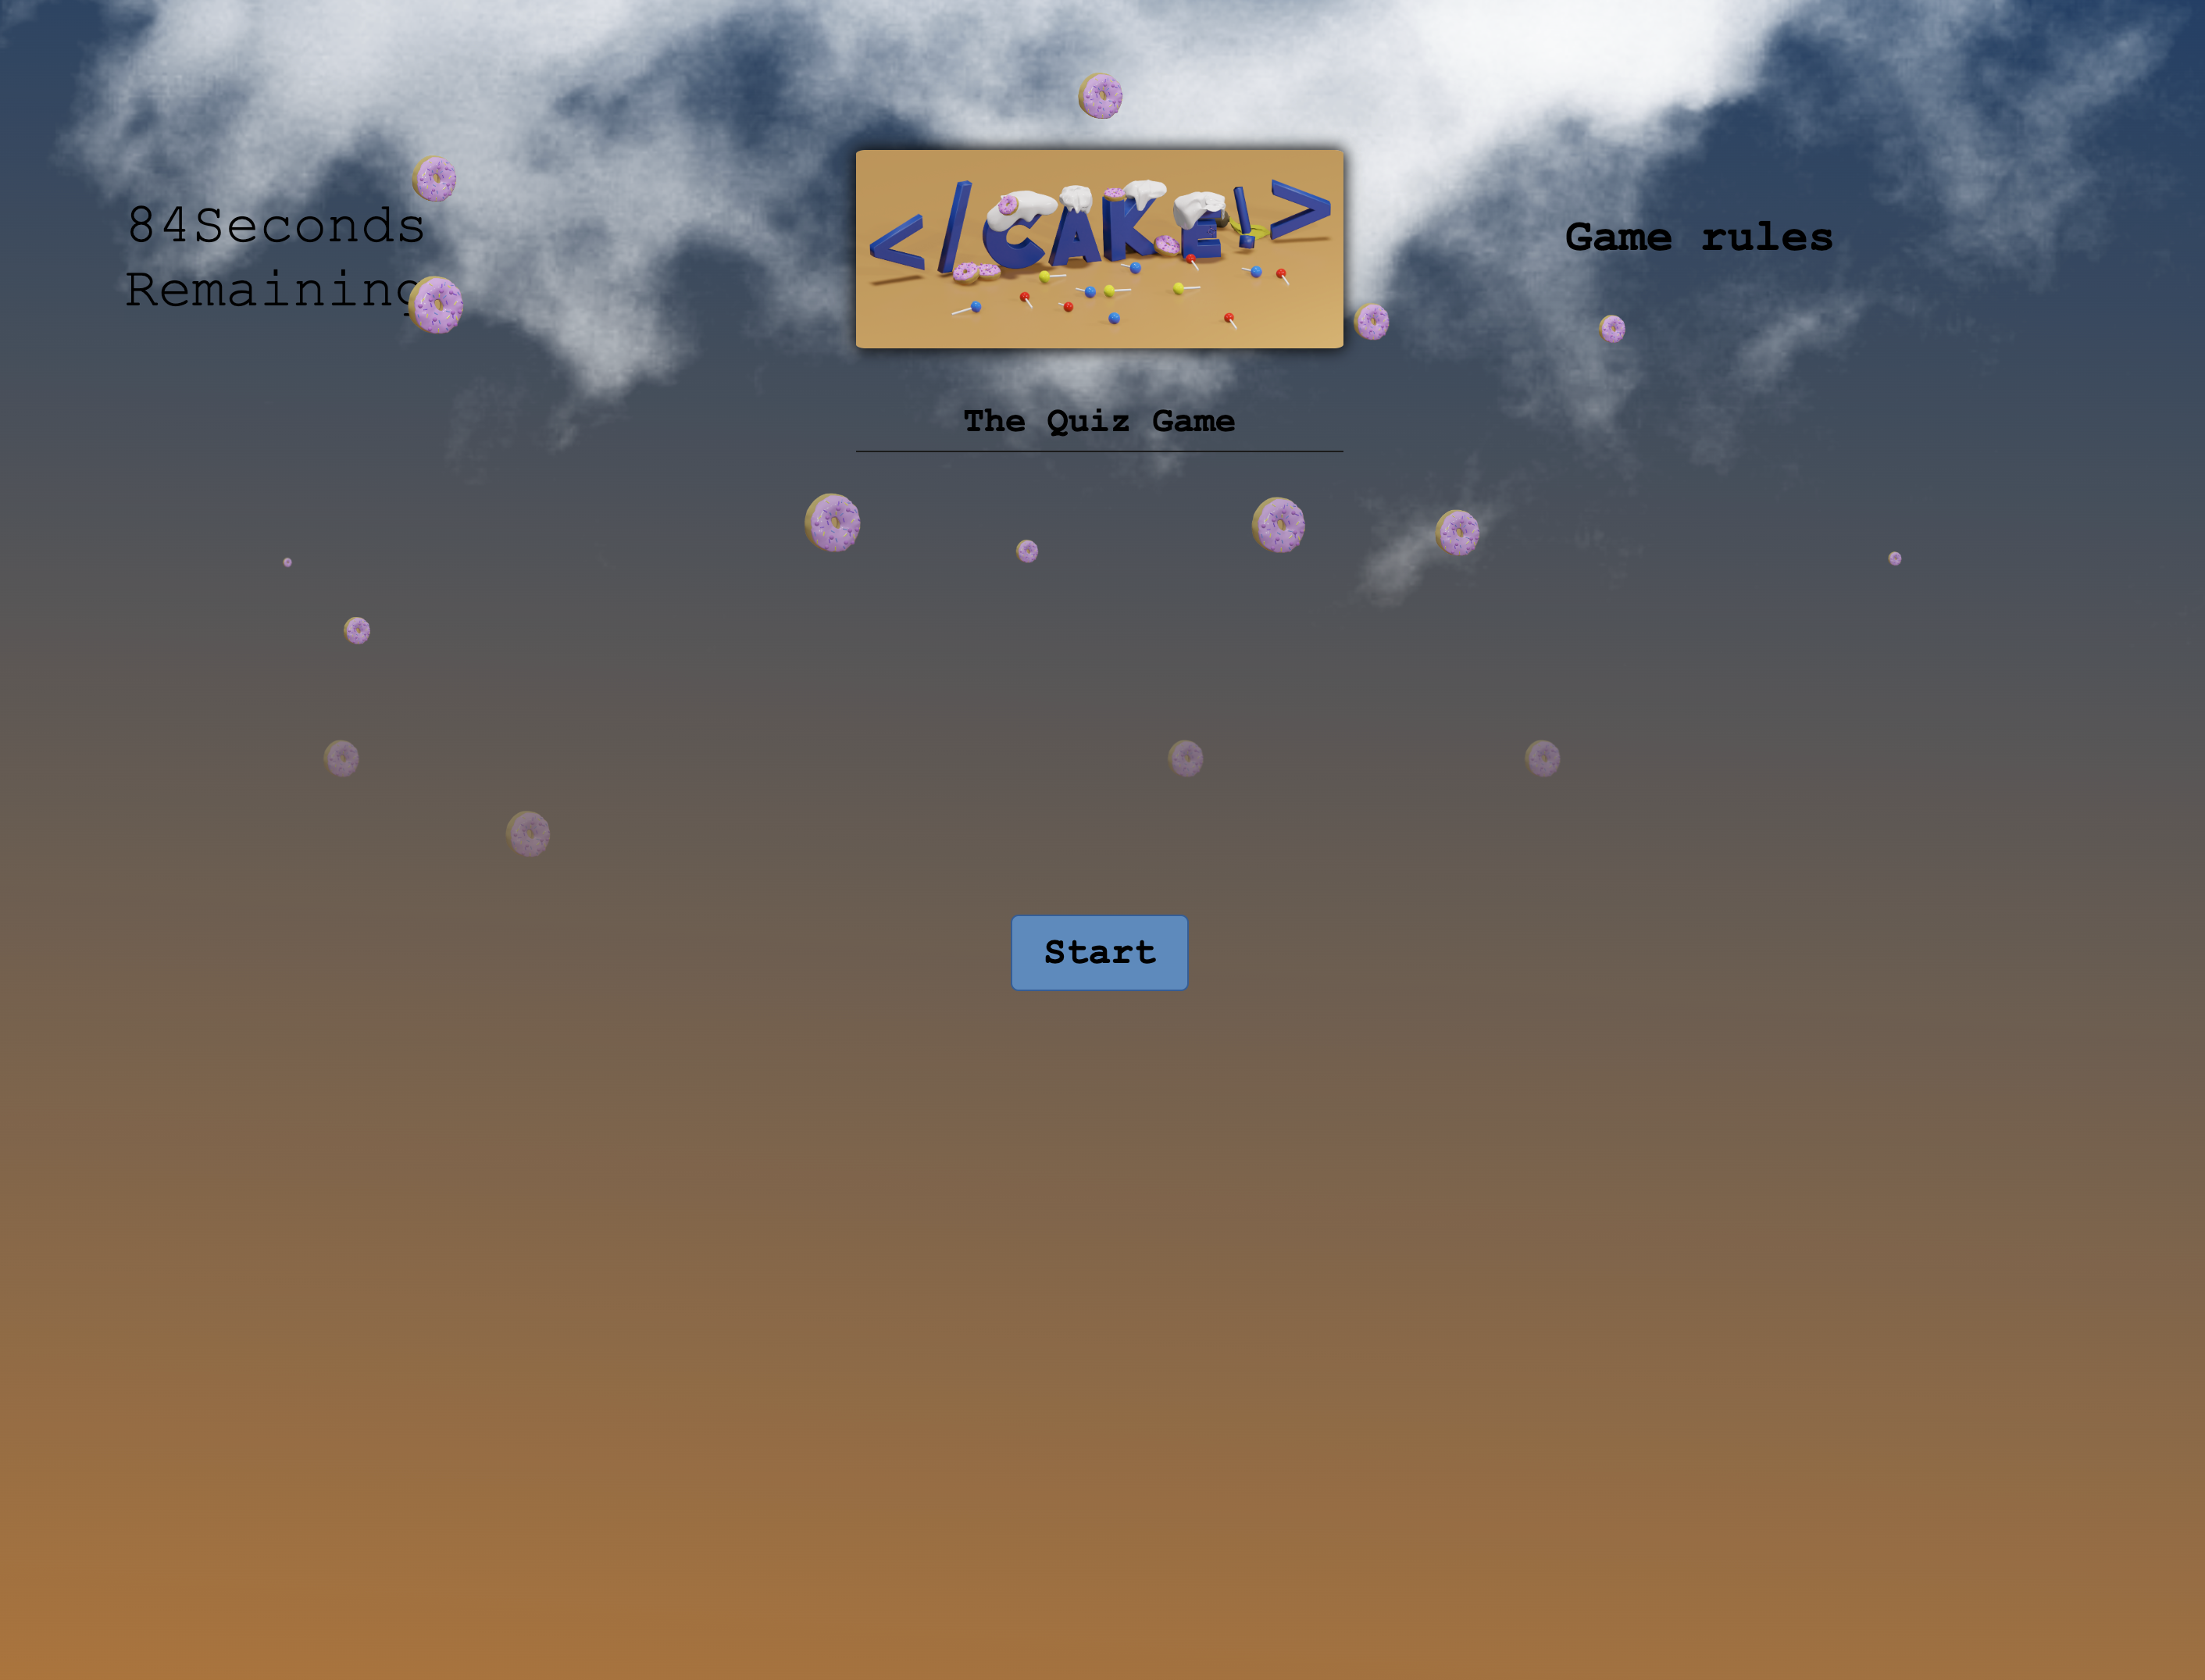 84Seconds
Remaining
</CAKE!>
Game rules
The Quiz Game
Start